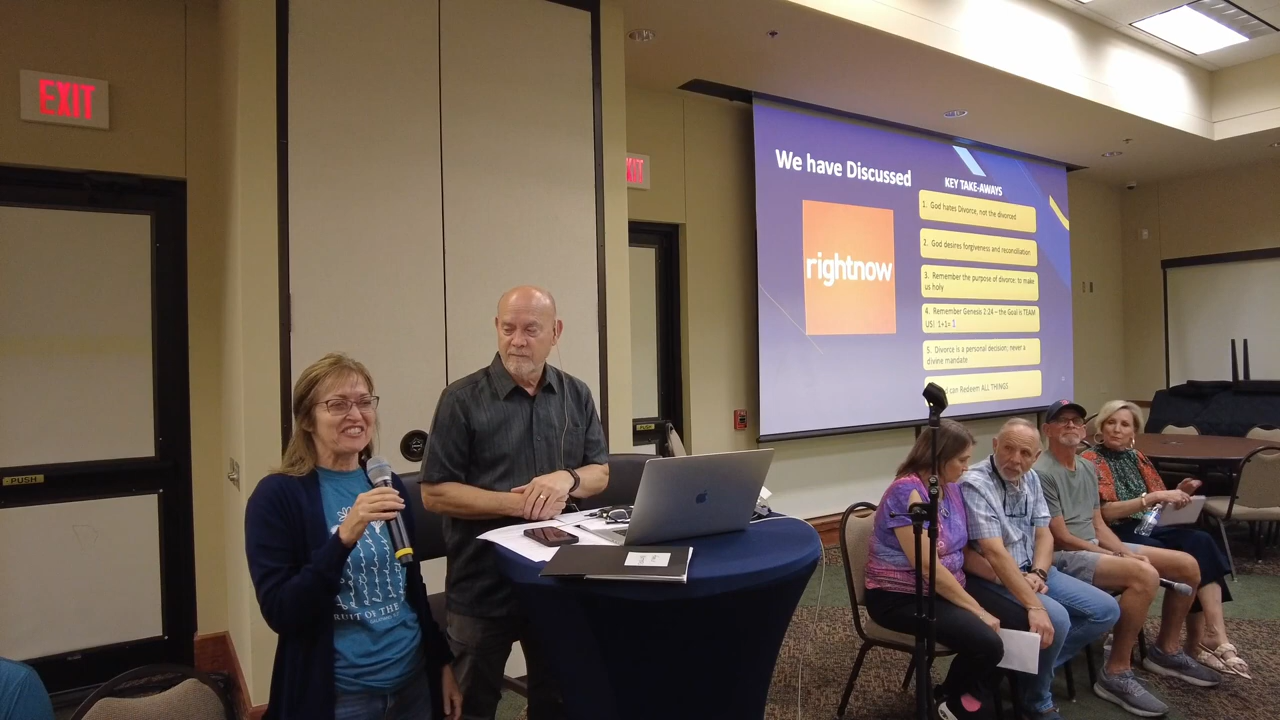 EXIT
PUSH
We have Discussed
KEY TAKE-AWAYS
rightnow
1. God hates Divorce, not the divorced
2. God desires forgiveness and reconciliation
3. Remember the purpose of divorce: to make
us holy
4. Remember Genesis 2:24 – the Goal is TEAM
US! 1+1= 1
5. Divorce is a personal decision; never a
divine mandate
can Redeem ALL THINGS
PUSH
RUIT OF THE